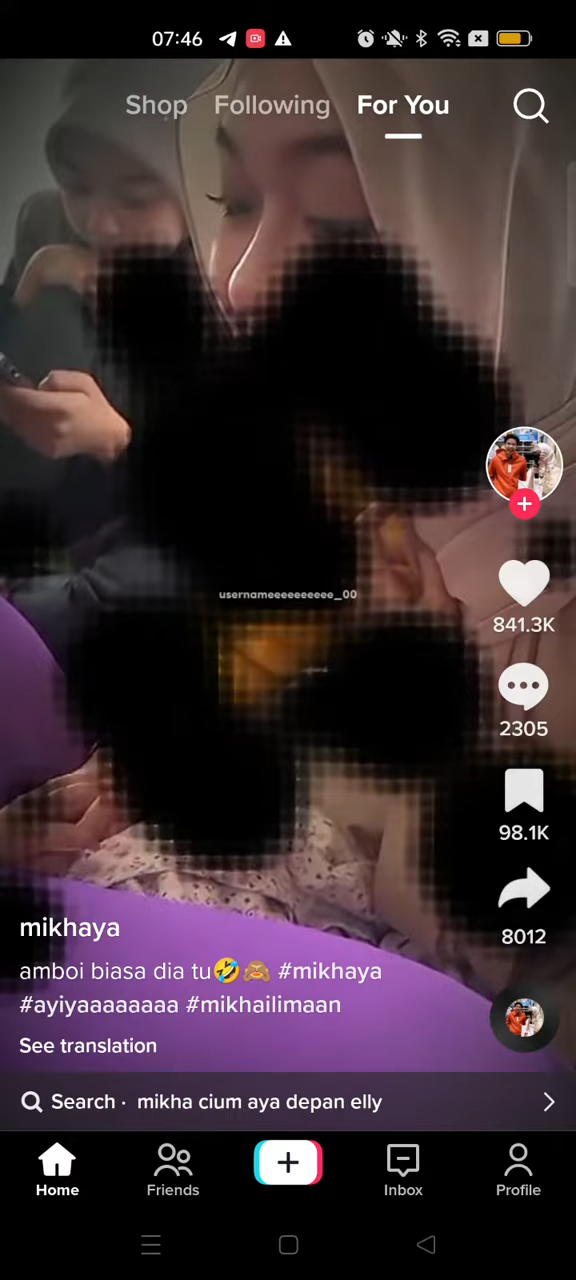 07:46
Shop Following For You
usernameeeeeeeeee_00
841.3K
2305
98.1K
8012
mikhaya
amboi biasa dia tu🤣🙈 #mikhaya
#ayiyaaaaaaaa #mikhailimaan
See translation
Search · mikha cium aya depan elly
Home Friends Inbox Profile